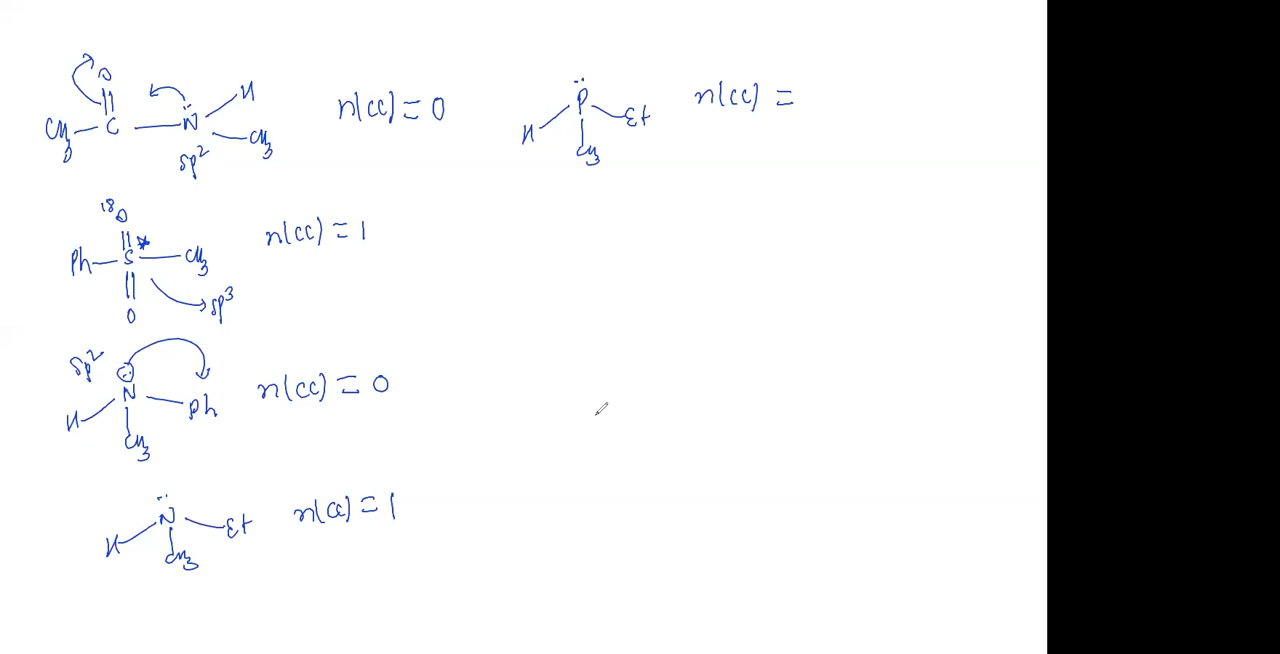 O
CH3 - C - N̈ H CH3
sp²
n(cc) = 0
¹⁸O
Ph - S* - CH3
O
sp³
n(cc) = 1
sp²
H N̈ Ph
CH3
n(cc) = 0
H N̈ Et
CH3
n(cc) = 1
H P̈ Et
CH3
n(cc) =